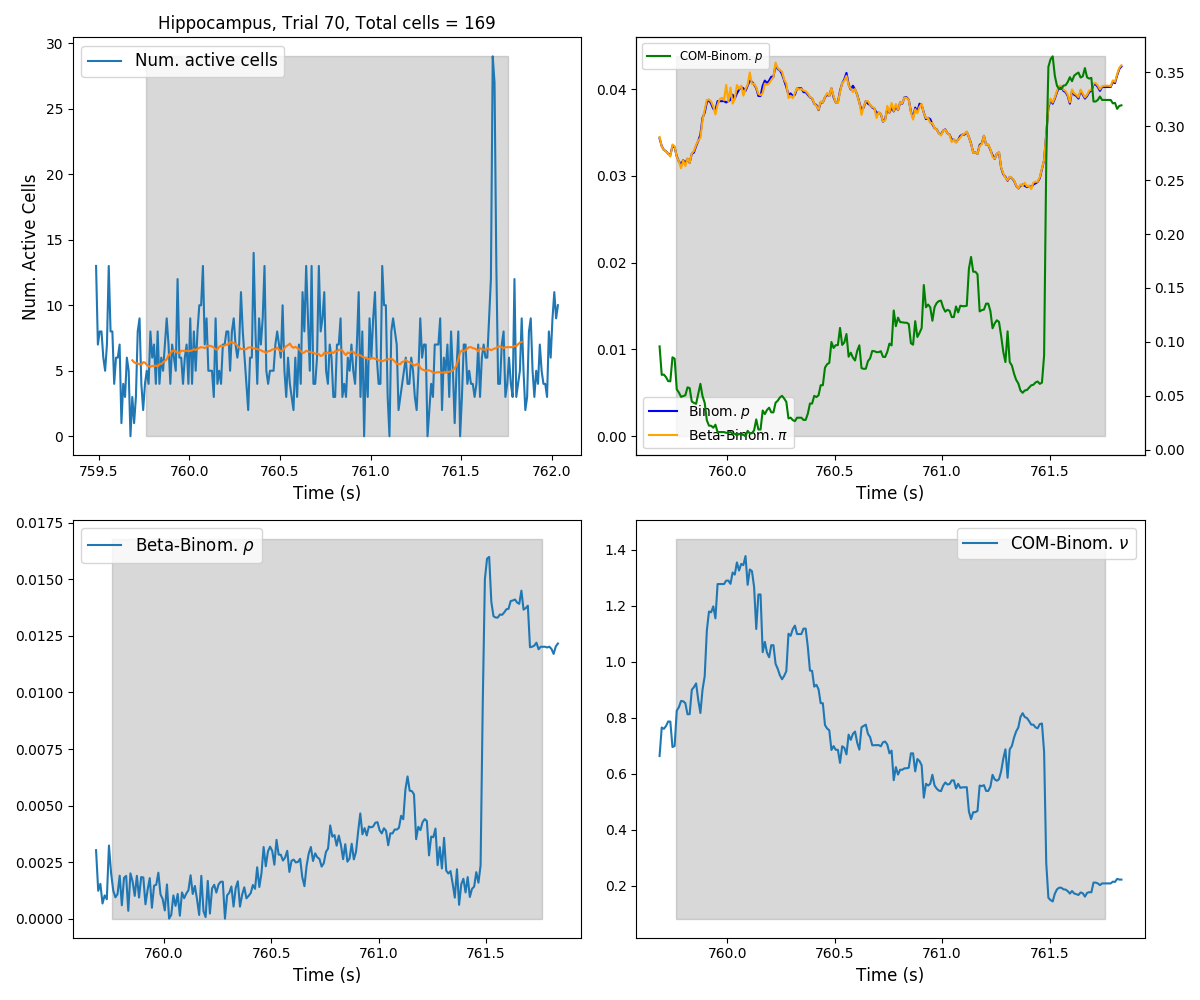 Hippocampus, Trial 70, Total cells = 169
Num. active cells
Num. Active Cells
30
25
20
15
10
5
0
759.5 760.0 760.5 761.0 761.5 762.0
Time (s)
COM-Binom. p
Binom. p
Beta-Binom. π
0.04
0.03
0.02
0.01
0.00
0.35
0.30
0.25
0.20
0.15
0.10
0.05
0.00
760.0 760.5 761.0 761.5
Time (s)
Beta-Binom. ρ
0.0175
0.0150
0.0125
0.0100
0.0075
0.0050
0.0025
0.0000
760.0 760.5 761.0 761.5
Time (s)
COM-Binom. ν
1.4
1.2
1.0
0.8
0.6
0.4
0.2
760.0 760.5 761.0 761.5
Time (s)